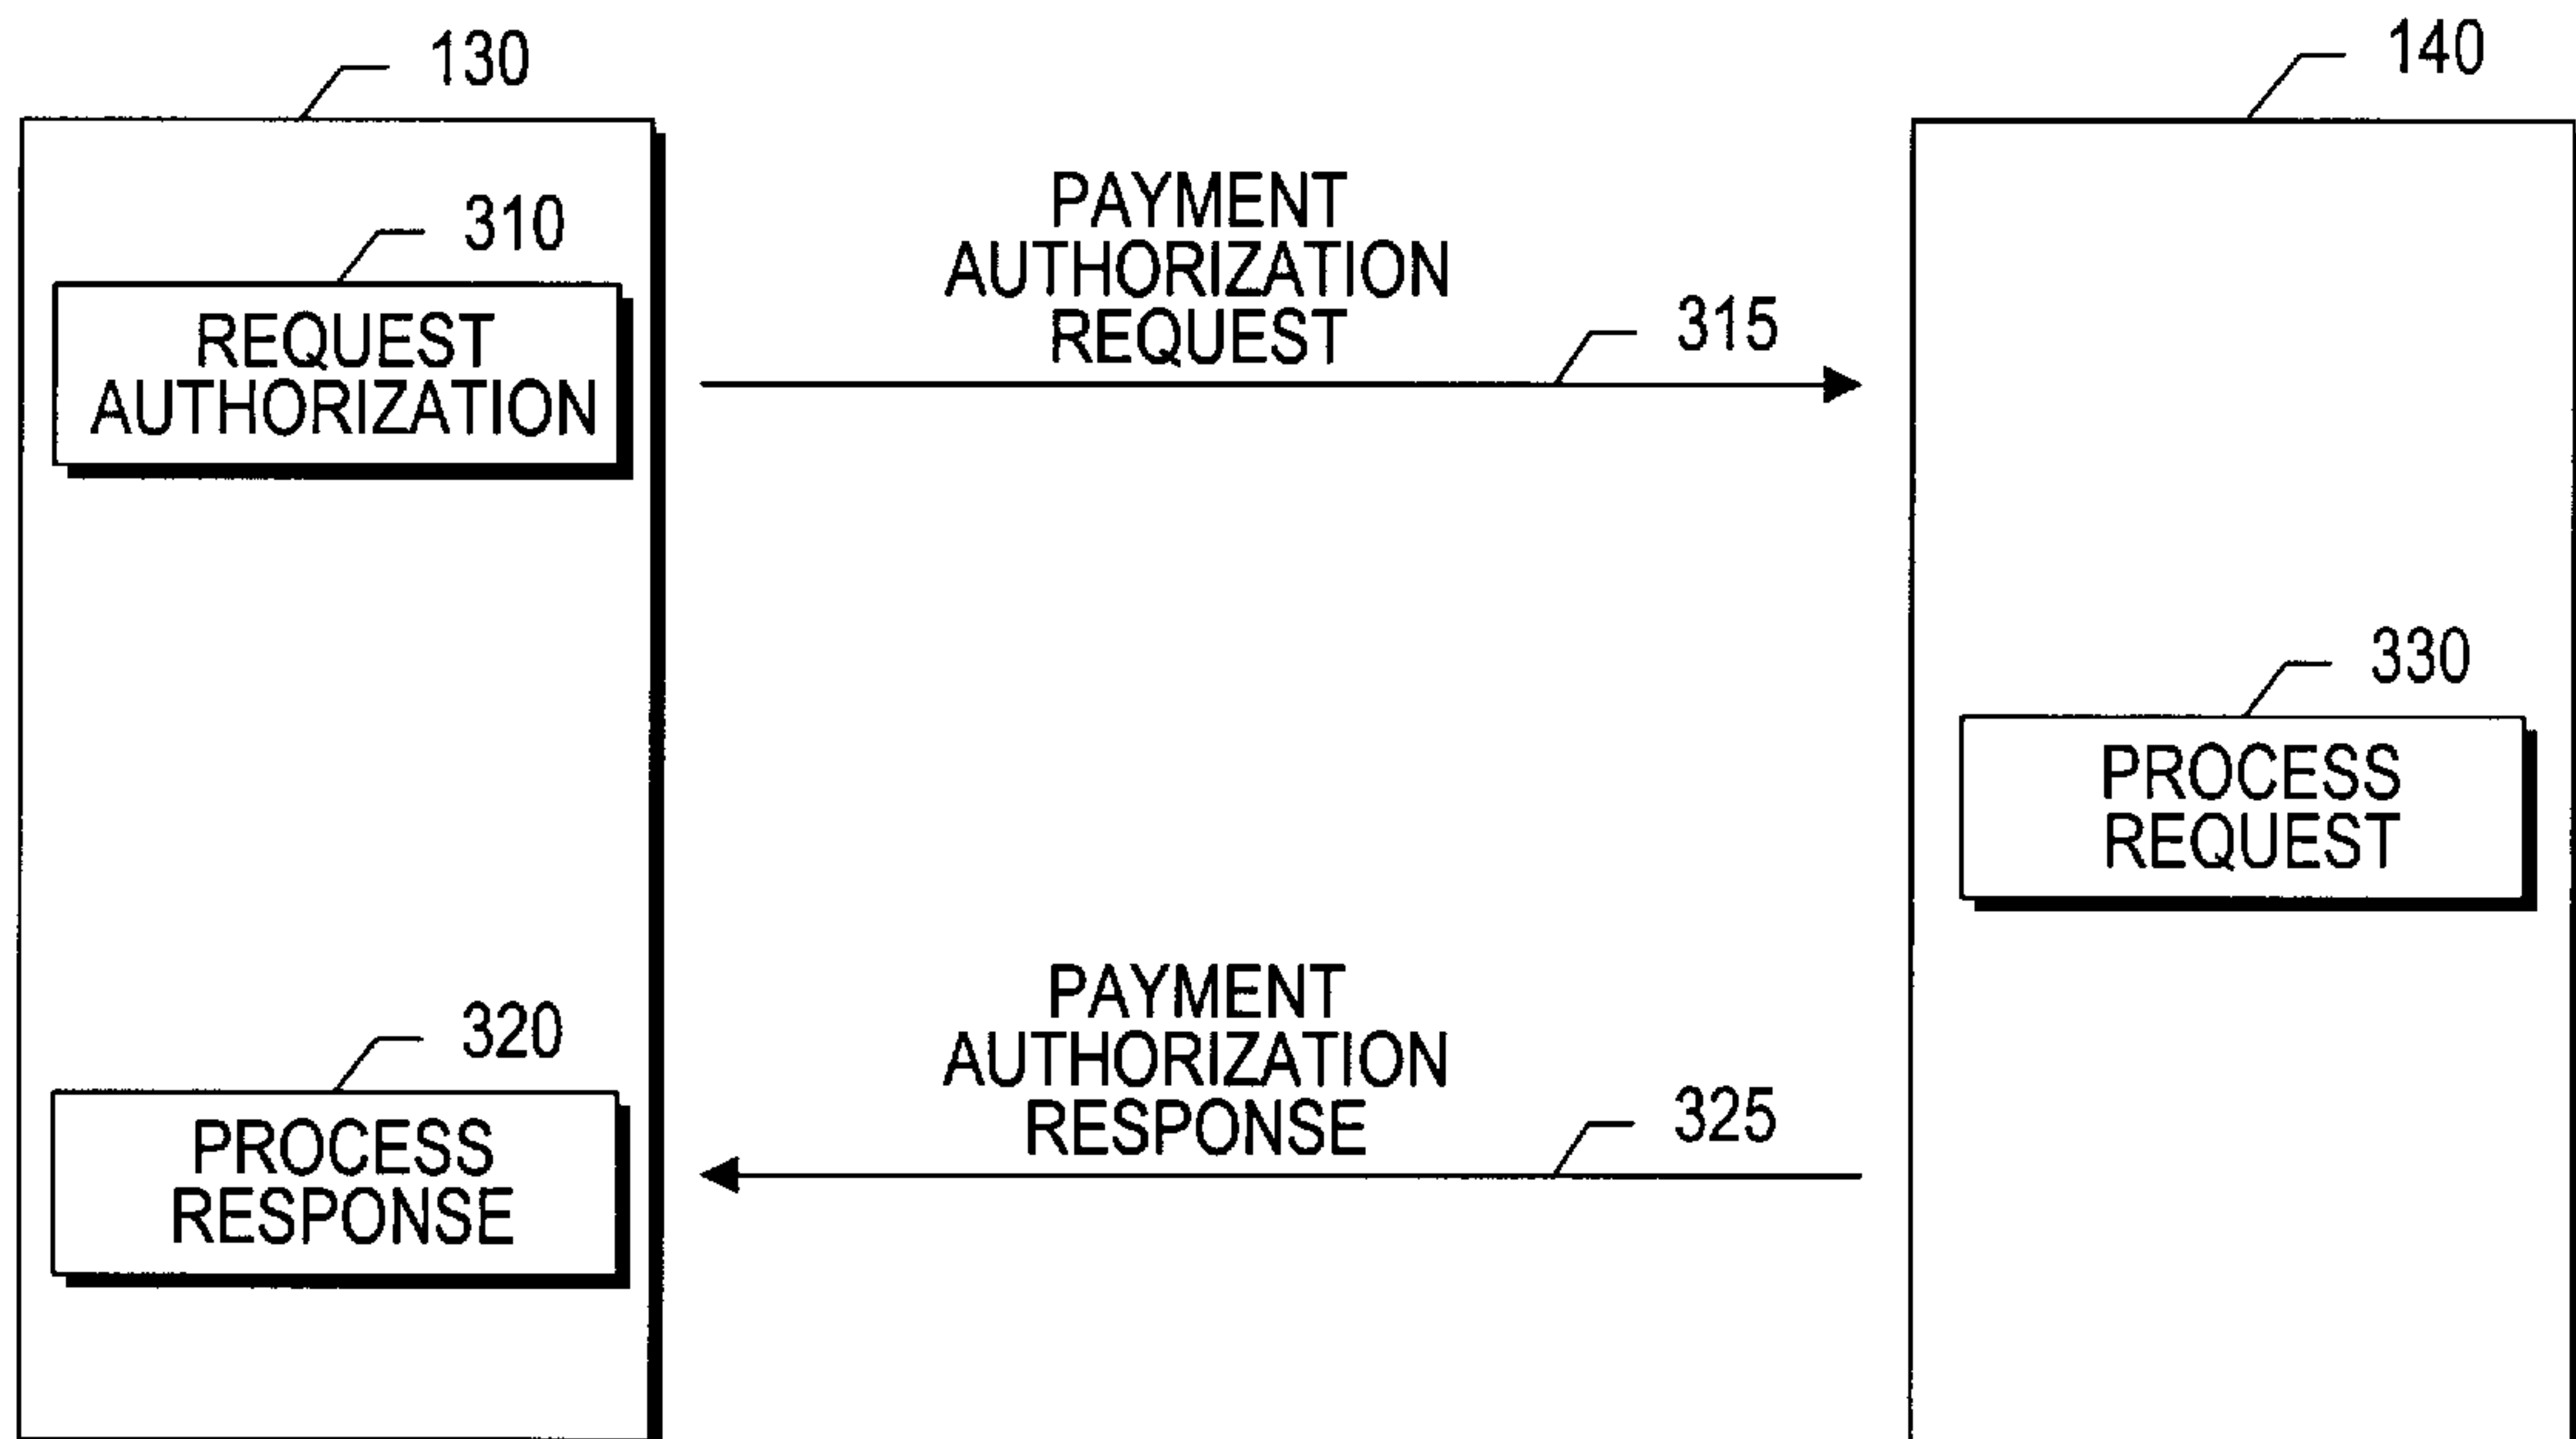 130
140
310
REQUEST
AUTHORIZATION
PAYMENT
AUTHORIZATION
REQUEST
315
330
PROCESS
REQUEST
320
PROCESS
RESPONSE
PAYMENT
AUTHORIZATION
RESPONSE
325